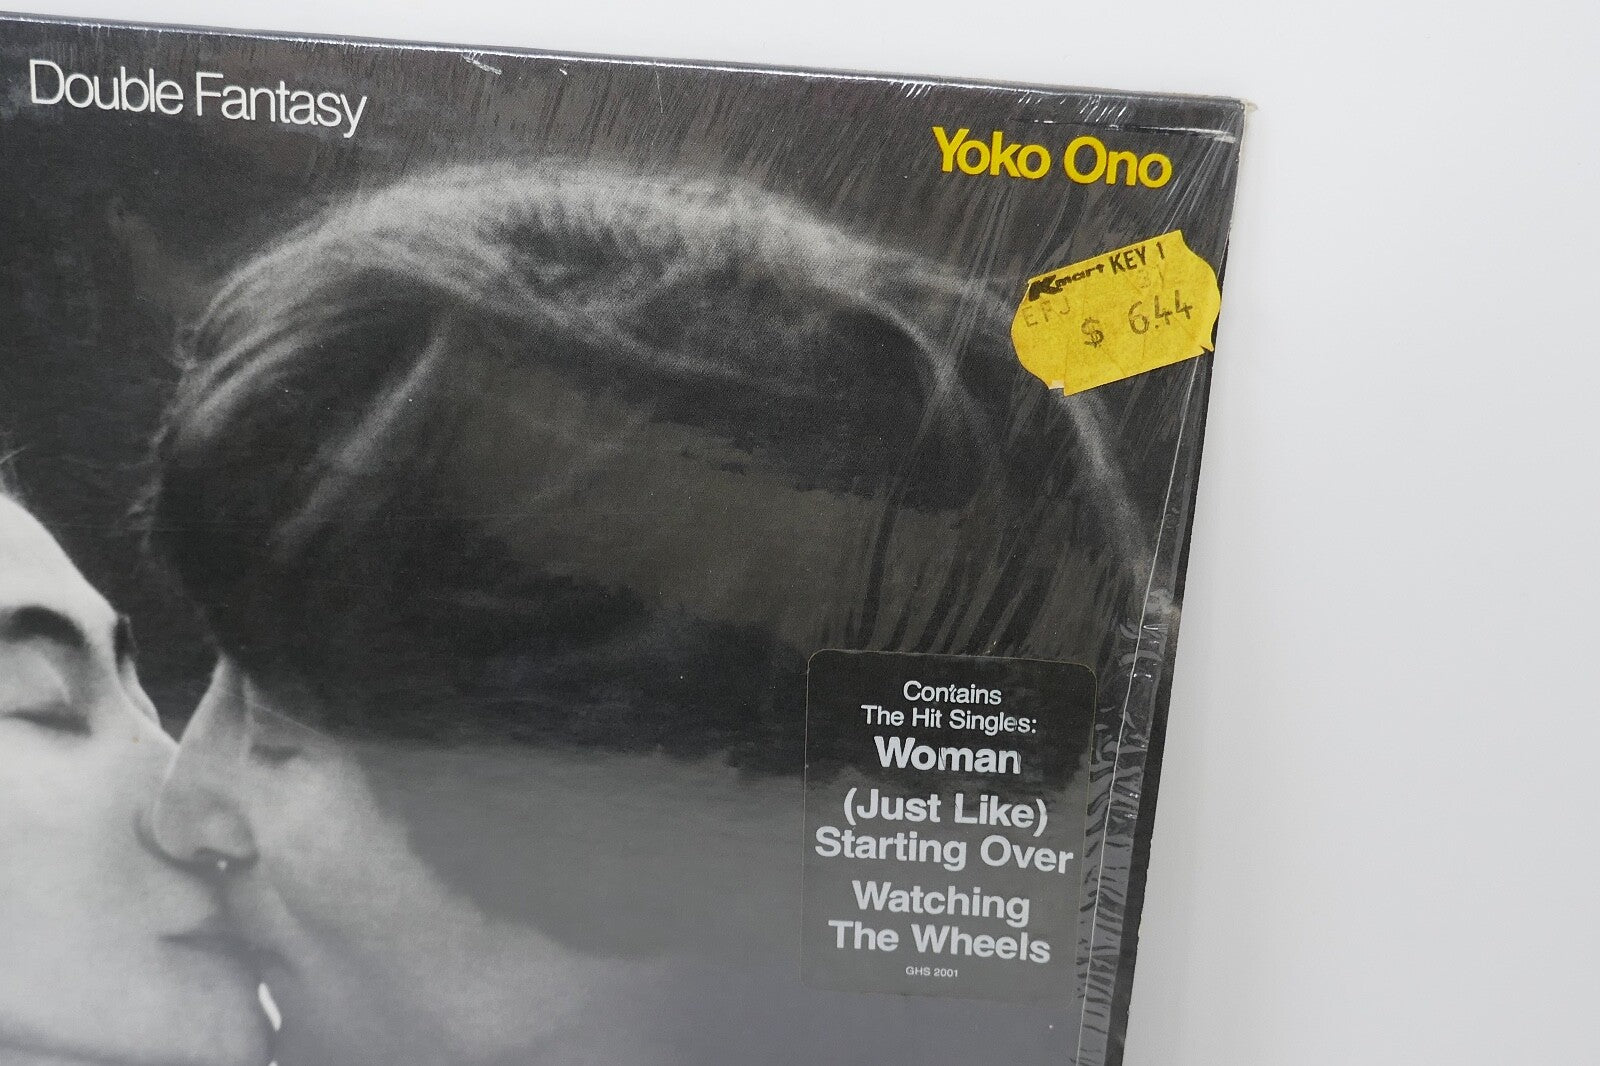 Double Fantasy
Yoko Ono
Kmart KEY 1
EFJ
$ 6.44
Contains
The Hit Singles:
Woman
(Just Like)
Starting Over
Watching
The Wheels
GHS 2001